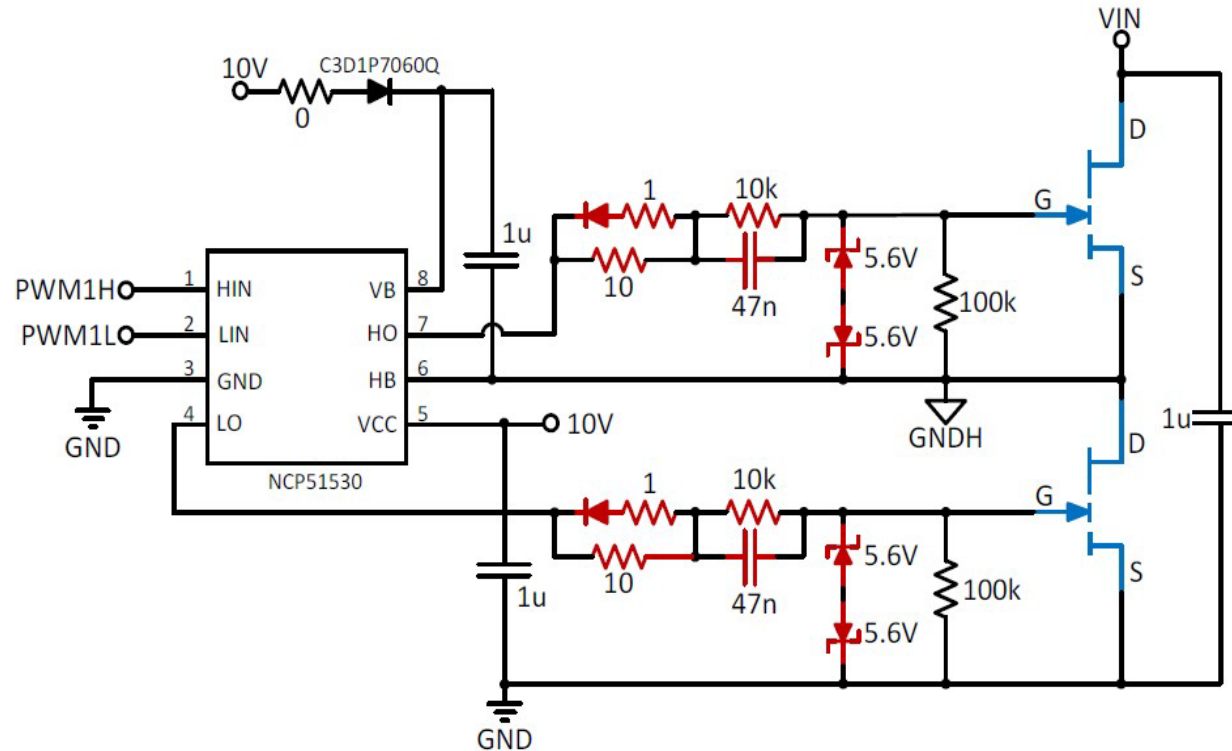 VIN
C3D1P7060Q
10V
0
D
1
10k
G
1u
5.6V
10
S
47n
100k
PWM1H
1
HIN
VB
8
5.6V
PWM1L
2
LIN
HO
7
3
GND
HB
6
4
LO
VCC
5
10V
GNDH
1u
GND
D
NCP51530
1
10k
G
5.6V
10
S
1u
47n
100k
5.6V
GND